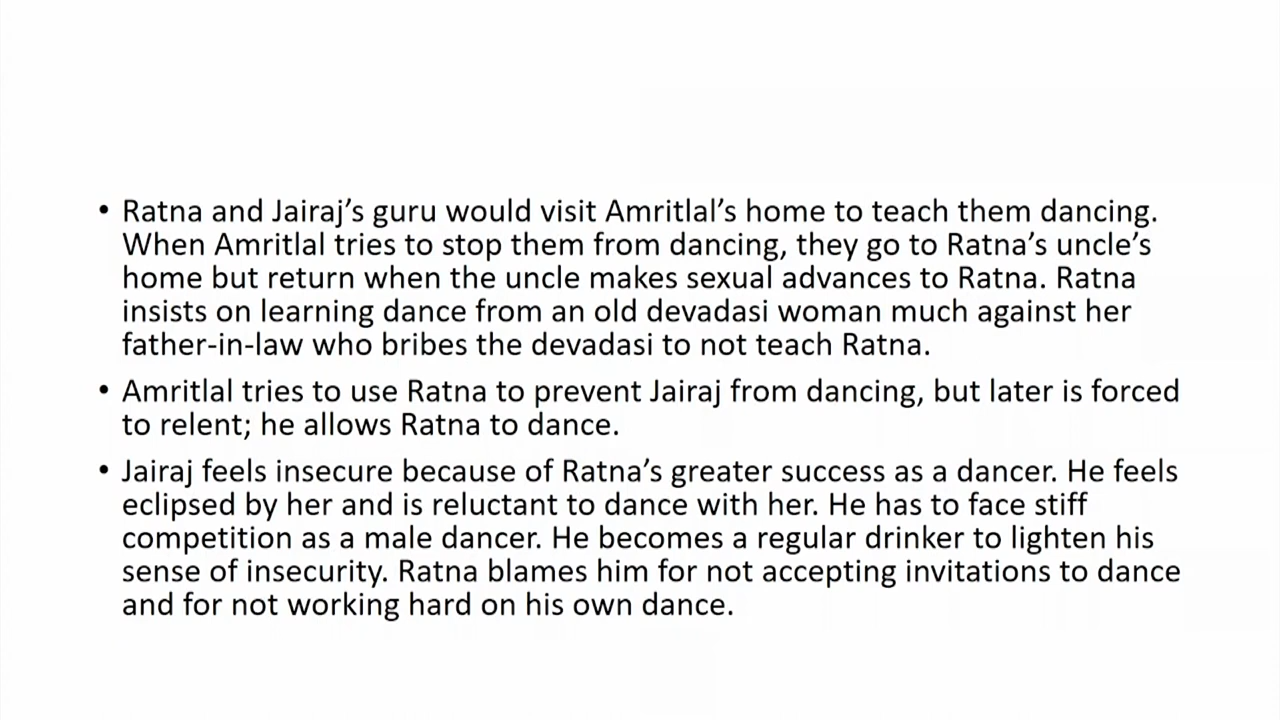 • Ratna and Jairaj’s guru would visit Amritlal’s home to teach them dancing.
When Amritlal tries to stop them from dancing, they go to Ratna’s uncle’s
home but return when the uncle makes sexual advances to Ratna. Ratna
insists on learning dance from an old devadasi woman much against her
father-in-law who bribes the devadasi to not teach Ratna.
• Amritlal tries to use Ratna to prevent Jairaj from dancing, but later is forced
to relent; he allows Ratna to dance.
• Jairaj feels insecure because of Ratna’s greater success as a dancer. He feels
eclipsed by her and is reluctant to dance with her. He has to face stiff
competition as a male dancer. He becomes a regular drinker to lighten his
sense of insecurity. Ratna blames him for not accepting invitations to dance
and for not working hard on his own dance.